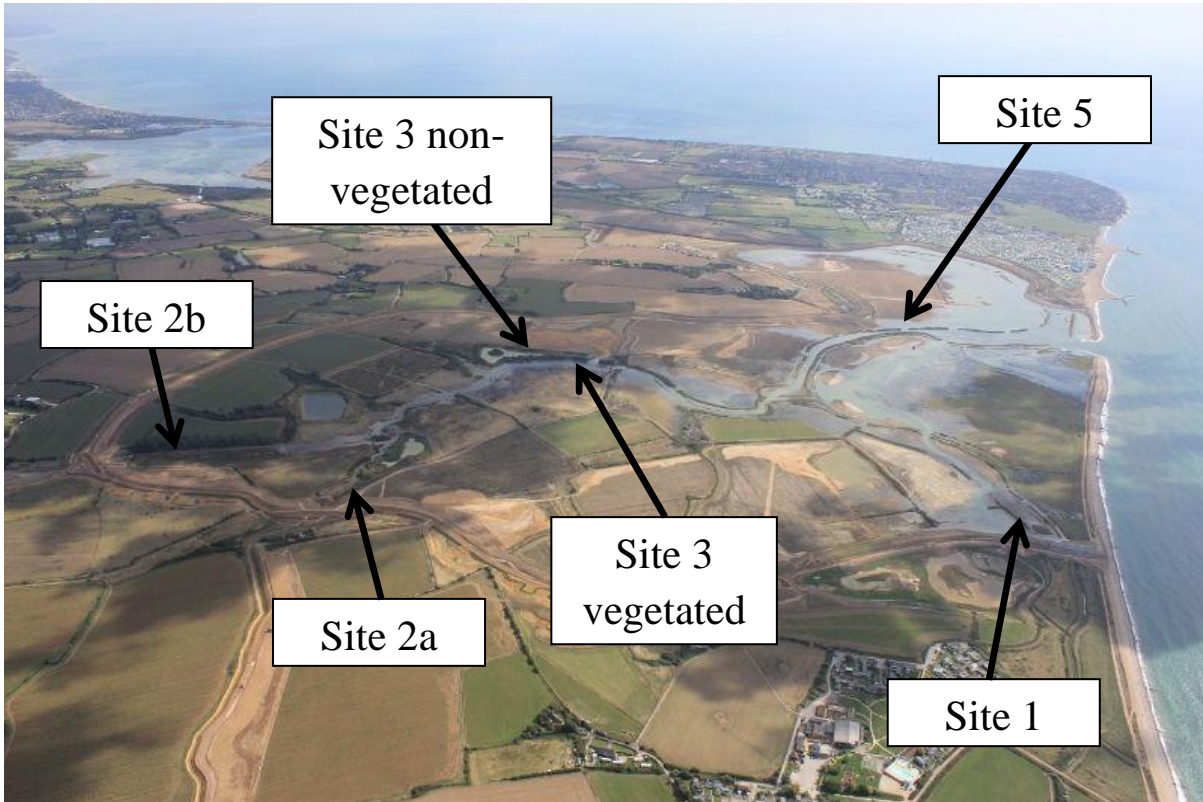 Site 5
Site 3 non-
vegetated
Site 2b
Site 3
vegetated
Site 2a
Site 1